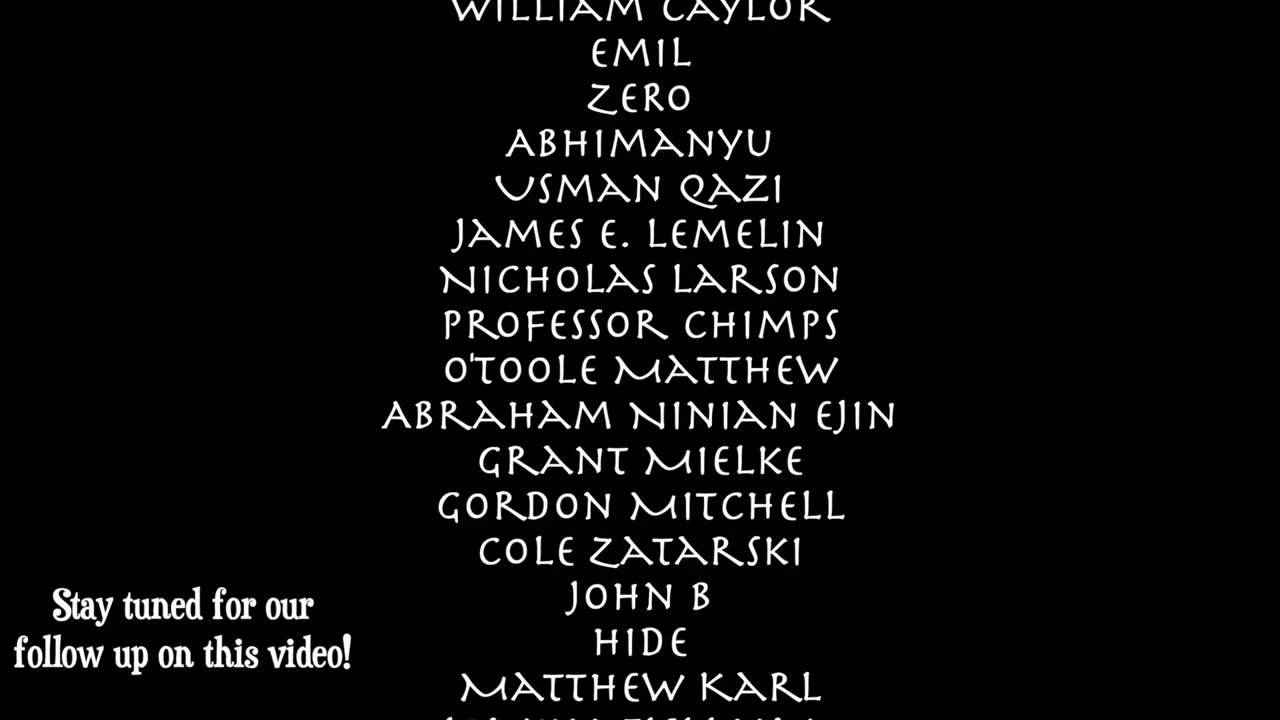 WILLIAM CAYLOR
EMIL
ZERO
ABHIMANYU
USMAN QAZI
JAMES E. LEMELIN
NICHOLAS LARSON
PROFESSOR CHIMPS
O'TOOLE MATTHEW
ABRAHAM NINIAN EJIN
GRANT MIELKE
GORDON MITCHELL
COLE ZATARSKI
JOHN B
HIDE
MATTHEW KARL
Stay tuned for our
follow up on this video!